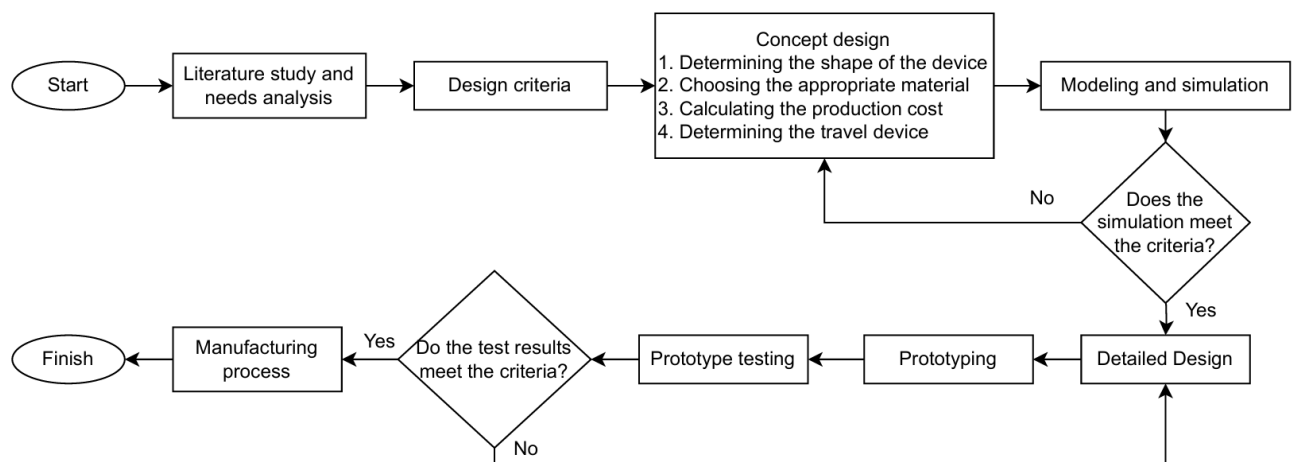 Start
Literature study and
needs analysis
Design criteria
Concept design
1. Determining the shape of the device
2. Choosing the appropriate material
3. Calculating the production cost
4. Determining the travel device
Modeling and simulation
Does the
simulation meet
the criteria?
No
Yes
Detailed Design
Prototyping
Prototype testing
Do the test results
meet the criteria?
Yes
No
Manufacturing
process
Finish